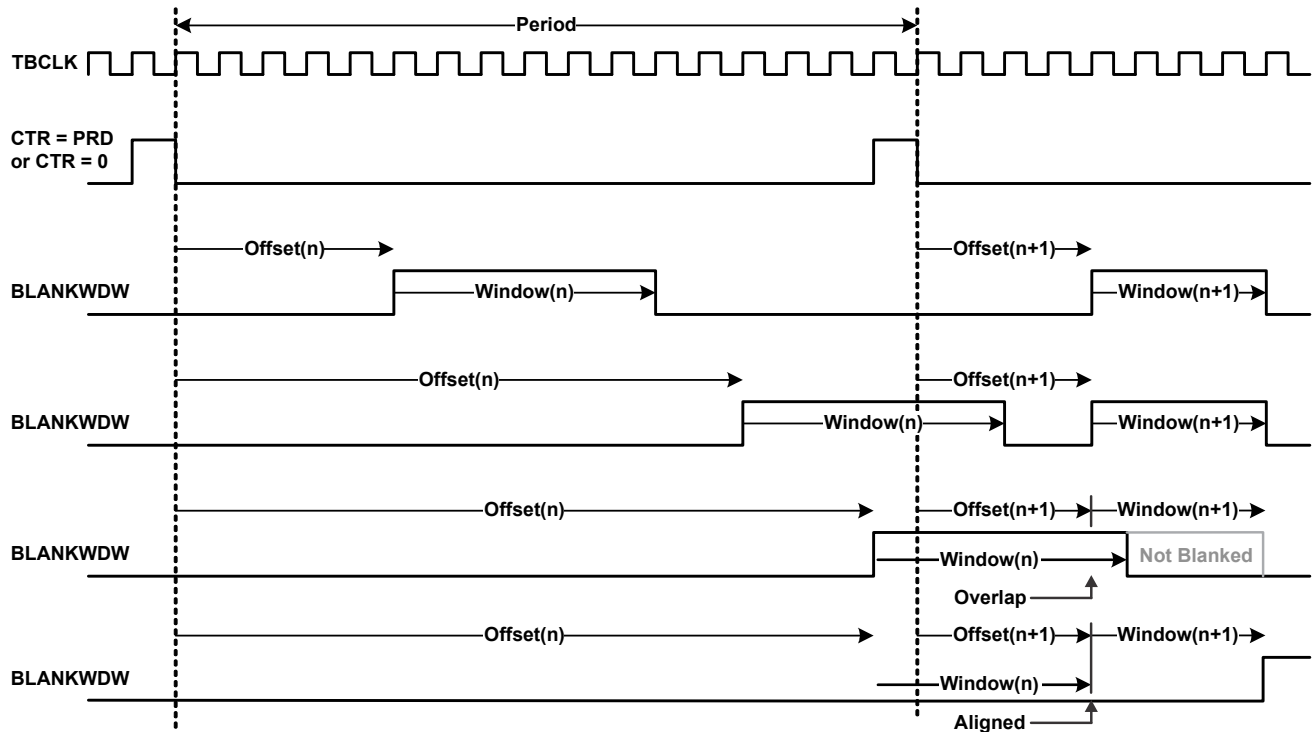 Period
TBCLK
CTR = PRD
or CTR = 0
Offset(n)
Offset(n+1)
BLANKWDW
Window(n)
Window(n+1)
Offset(n)
Offset(n+1)
BLANKWDW
Window(n)
Window(n+1)
Offset(n)
Offset(n+1)
Window(n+1)
BLANKWDW
Window(n)
Not Blanked
Overlap
Offset(n)
Offset(n+1)
Window(n+1)
BLANKWDW
Window(n)
Aligned